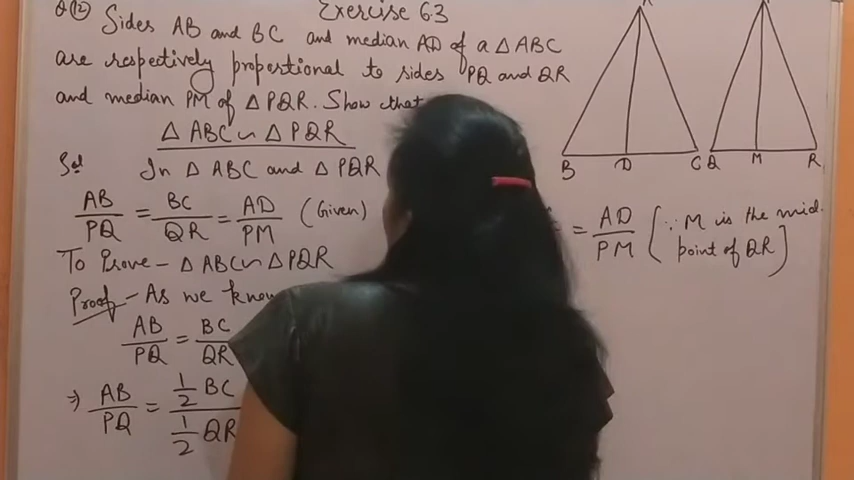 Exercise 6.3
Q (12) Sides AB and BC and median AD of a △ ABC
are respectively proportional to sides PQ and QR
and median PM of △ PQR. Show that
△ ABC ∽ △ PQR
Sol In △ ABC and △ PQR
AB/PQ = BC/QR = AD/PM (Given)
To Prove - △ ABC ∽ △ PQR
Proof - As we know
AB/PQ = BC/QR
⇒ AB/PQ = 1/2 BC / 1/2 QR
B D C Q M R
= AD/PM [∵ M is the mid.
point of QR]